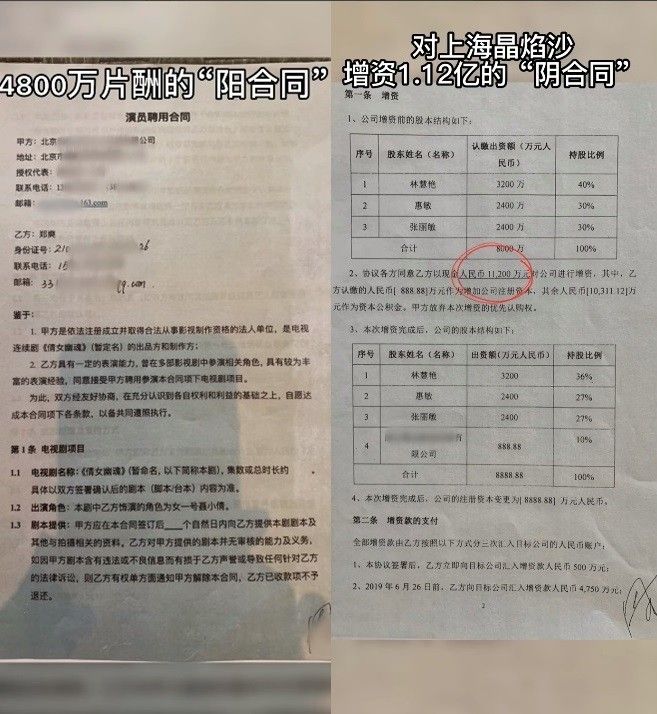 4800万片酬的“阳合同”
演员聘用合同
甲方：北京 公司
地址：北京市
授权代表：
联系电话：1
邮箱： 163.com
乙方：郑爽
身份证号：210 26
联系电话：15
邮箱：33 qq.com
鉴于：
1. 甲方是依法注册成立并取得合法从事影视制作资格的法人单位，是电视
连续剧《倩女幽魂》（暂定名）的出品方和制作方；
2. 乙方具有一定的表演能力，曾在多部影视剧中参演相关角色，具有较为丰
富的表演经验，同意接受甲方聘用参演本合同项下电视剧项目。
为此，双方经友好协商，在充分认识到各自权利和利益的基础之上，自愿达
成本合同项下各条款，以备共同遵照执行。
第 1 条 电视剧项目
1.1 电视剧名称：《倩女幽魂》（暂命名，以下简称本剧），集数或总时长约 。
具体以双方签署确认后的剧本（脚本/台本）内容为准。
1.2 出演角色：本剧中乙方饰演的角色为女一号聂小倩。
1.3 剧本提供：甲方应在本合同签订后___个自然日内向乙方提供本剧剧本及
其他与拍摄相关的资料。乙方对甲方提供的剧本并无审核的能力及义务，
如因甲方剧本含有违法或不良信息而有损于乙方声誉或导致任何针对乙方
的法律诉讼，则乙方有权单方面通知甲方解除本合同，乙方已收款项不予
退还。
对上海晶焰沙
增资1.12亿的“阴合同”
第一条 增资
1、公司增资前的股本结构如下：
序号 股东姓名（名称） 认缴出资额（万元人民币） 持股比例
1 林慧艳 3200 万 40%
2 惠敏 2400 万 30%
3 张丽敏 2400 万 30%
合计 8000 万 100%
2、协议各方同意乙方以现金人民币 11,200 万元对公司进行增资，其中，乙
方认缴的人民币[ 888.88]万元作为增加公司注册资本，其余人民币[10,311.12]万
元作为资本公积金。甲方放弃本次增资的优先认购权。
3、本次增资完成后，公司的股本结构如下：
序号 股东姓名（名称） 出资额（万元人民币） 持股比例
1 林慧艳 3200 36%
2 惠敏 2400 27%
3 张丽敏 2400 27%
4 有限公司 888.88 10%
合计 8888.88 100%
4、本次增资完成后，公司的注册资本变更为[ 8888.88] 万元人民币。
第二条 增资款的支付
全部增资款由乙方按照以下方式分三次汇入目标公司的人民币账户：
1、本协议签署后，乙方立即向目标公司汇入增资款人民币 500 万元；
2、2019 年 6 月 26 日前，乙方向目标公司汇入增资款人民币 4,750 万元；
2